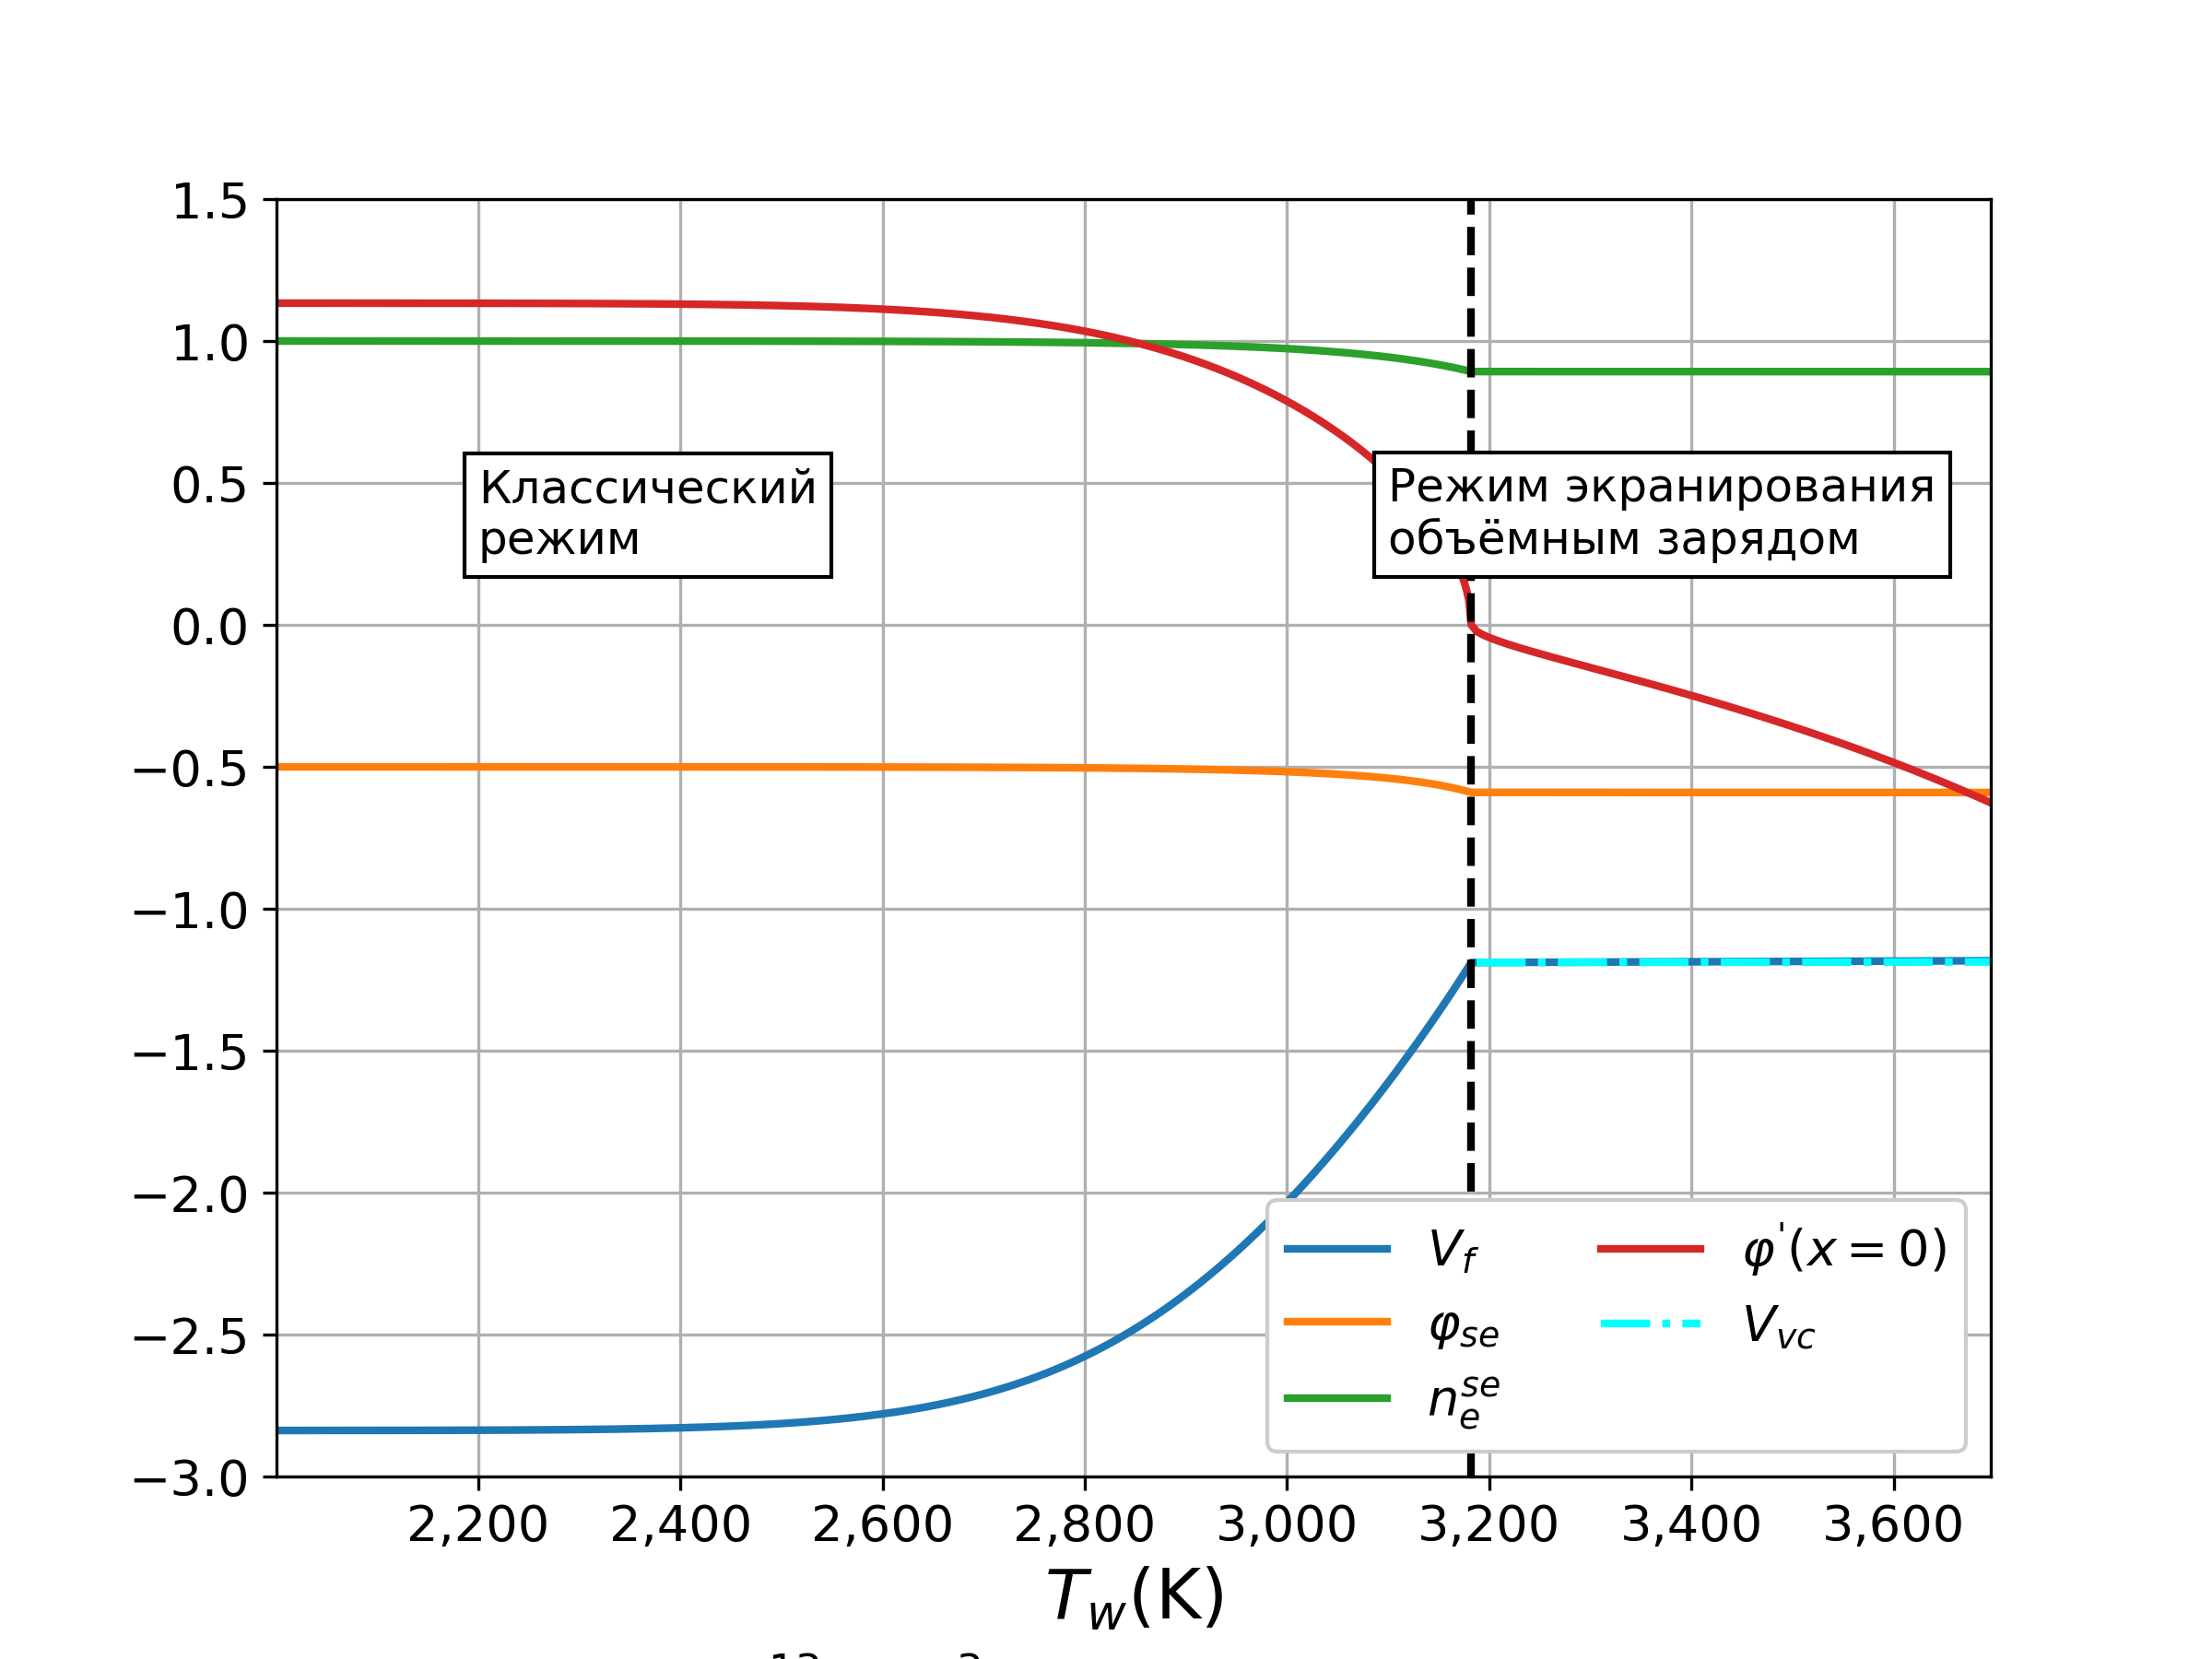 1.5
1.0
0.5
0.0
−0.5
−1.0
−1.5
−2.0
−2.5
−3.0
Классический
режим
Режим экранирования
объёмным зарядом
V_f
φ_se
n_e^se
φ'(x = 0)
V_vc
2,200 2,400 2,600 2,800 3,000 3,200 3,400 3,600
T_w(K)